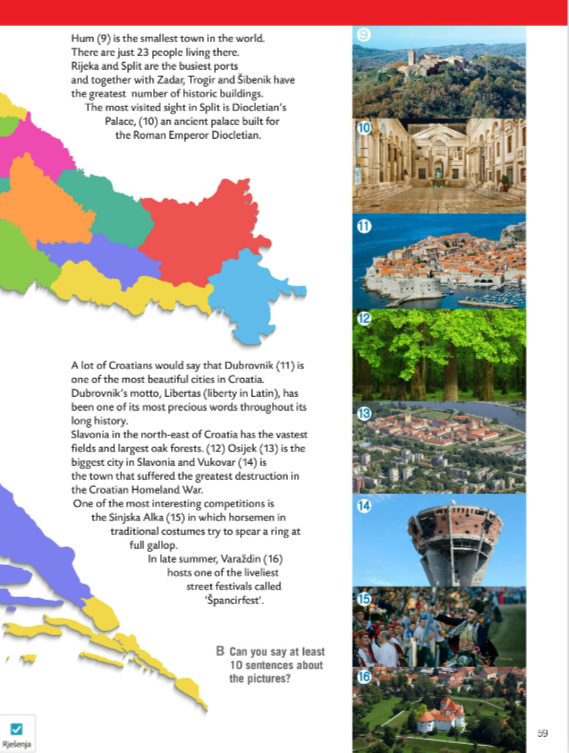 Hum (9) is the smallest town in the world.
There are just 23 people living there.
Rijeka and Split are the busiest ports
and together with Zadar, Trogir and Šibenik have
the greatest number of historic buildings.
The most visited sight in Split is Diocletian's
Palace, (10) an ancient palace built for
the Roman Emperor Diocletian.
A lot of Croatians would say that Dubrovnik (11) is
one of the most beautiful cities in Croatia.
Dubrovnik's motto, Libertas (liberty in Latin), has
been one of its most precious words throughout its
long history.
Slavonia in the north-east of Croatia has the vastest
fields and largest oak forests. (12) Osijek (13) is the
biggest city in Slavonia and Vukovar (14) is
the town that suffered the greatest destruction in
the Croatian Homeland War.
One of the most interesting competitions is
the Sinjska Alka (15) in which horsemen in
traditional costumes try to spear a ring at
full gallop.
In late summer, Varaždin (16)
hosts one of the liveliest
street festivals called
'Špancirfest'.
B Can you say at least
10 sentences about
the pictures?
9
10
11
12
13
14
15
16
Rješenja